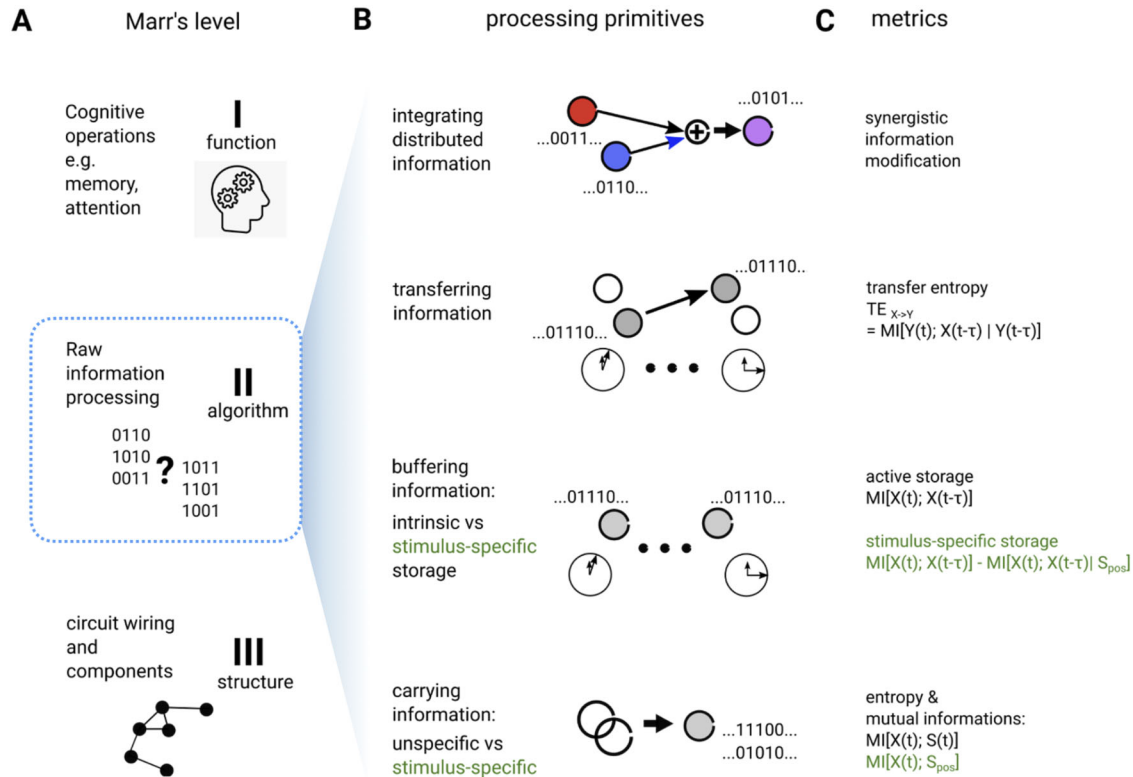 A
Marr's level
B
processing primitives
C
metrics
Cognitive
operations
e.g.
memory,
attention
I
function
Raw
information
processing
II
algorithm
0110
1010
0011
?
1011
1101
1001
circuit wiring
and
components
III
structure
integrating
distributed
information
...0011...
...0110...
+
...0101...
synergistic
information
modification
transferring
information
...01110...
...01110..
transfer entropy
TE X->Y
= MI[Y(t); X(t-τ) | Y(t-τ)]
buffering
information:
intrinsic vs
stimulus-specific
storage
...01110...
...01110...
active storage
MI[X(t); X(t-τ)]
stimulus-specific storage
MI[X(t); X(t-τ)] - MI[X(t); X(t-τ)| Spos]
carrying
information:
unspecific vs
stimulus-specific
...11100...
...01010...
entropy &
mutual informations:
MI[X(t); S(t)]
MI[X(t); Spos]